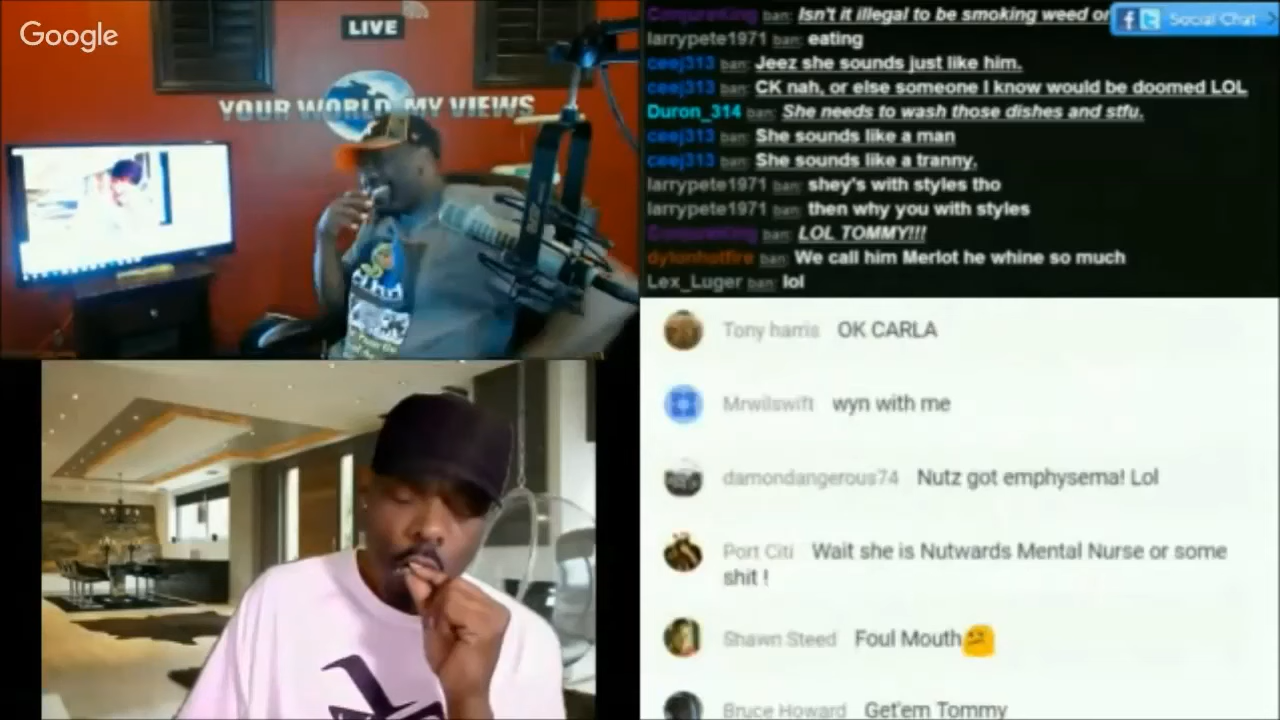 Google
LIVE
YOUR WORLD MY VIEWS
ban: Isn't it illegal to be smoking weed or
Social Chat
larrypete1971 ban: eating
ceej313 ban: Jeez she sounds just like him.
ceej313 ban: CK nah, or else someone I know would be doomed LOL
Duron_314 ban: She needs to wash those dishes and stfu.
ceej313 ban: She sounds like a man
ceej313 ban: She sounds like a tranny.
larrypete1971 ban: shey's with styles tho
larrypete1971 ban: then why you with styles
ban: LOL TOMMY!!!
dylonhotfire ban: We call him Merlot he whine so much
Lex_Luger ban: lol
Tony harris OK CARLA
Mrwilswift wyn with me
damondangerous74 Nutz got emphysema! Lol
Port Citi Wait she is Nutwards Mental Nurse or some
shit !
Shawn Steed Foul Mouth😕
Bruce Howard Get'em Tommy